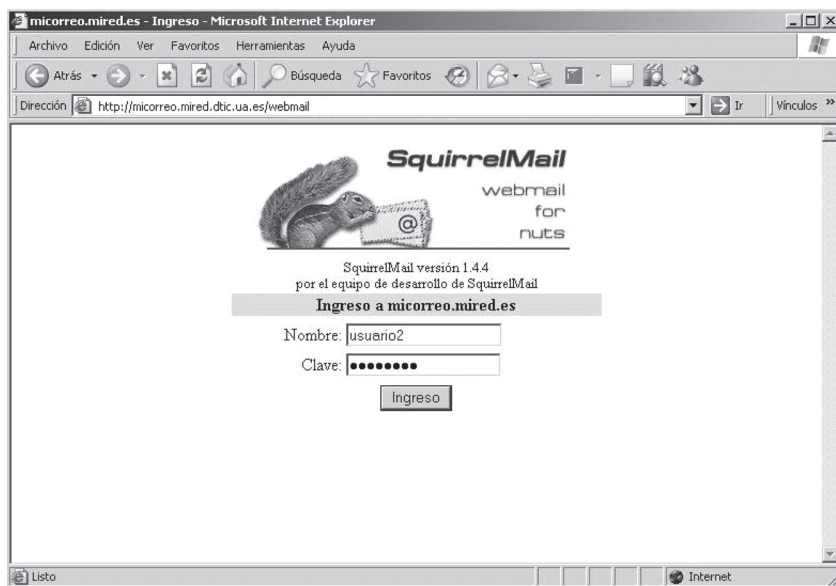 micorreo.mired.es - Ingreso - Microsoft Internet Explorer
Archivo Edición Ver Favoritos Herramientas Ayuda
Atrás Búsqueda Favoritos
Dirección http://micorreo.mired.dtic.ua.es/webmail Ir Vínculos »
SquirrelMail
webmail
for
nuts
@
SquirrelMail versión 1.4.4
por el equipo de desarrollo de SquirrelMail
Ingreso a micorreo.mired.es
Nombre: usuario2
Clave: ●●●●●●●●
Ingreso
Listo Internet